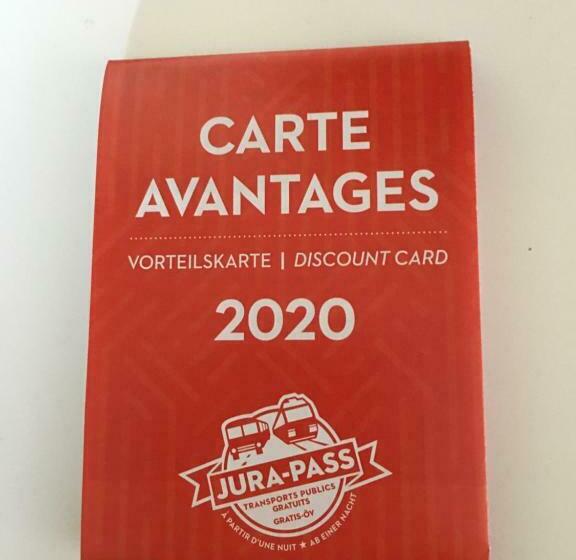 CARTE
AVANTAGES
VORTEILSKARTE | DISCOUNT CARD
2020
JURA-PASS
TRANSPORTS PUBLICS
GRATUITS
GRATIS-ÖV
À PARTIR D'UNE NUIT ★ AB EINER NACHT